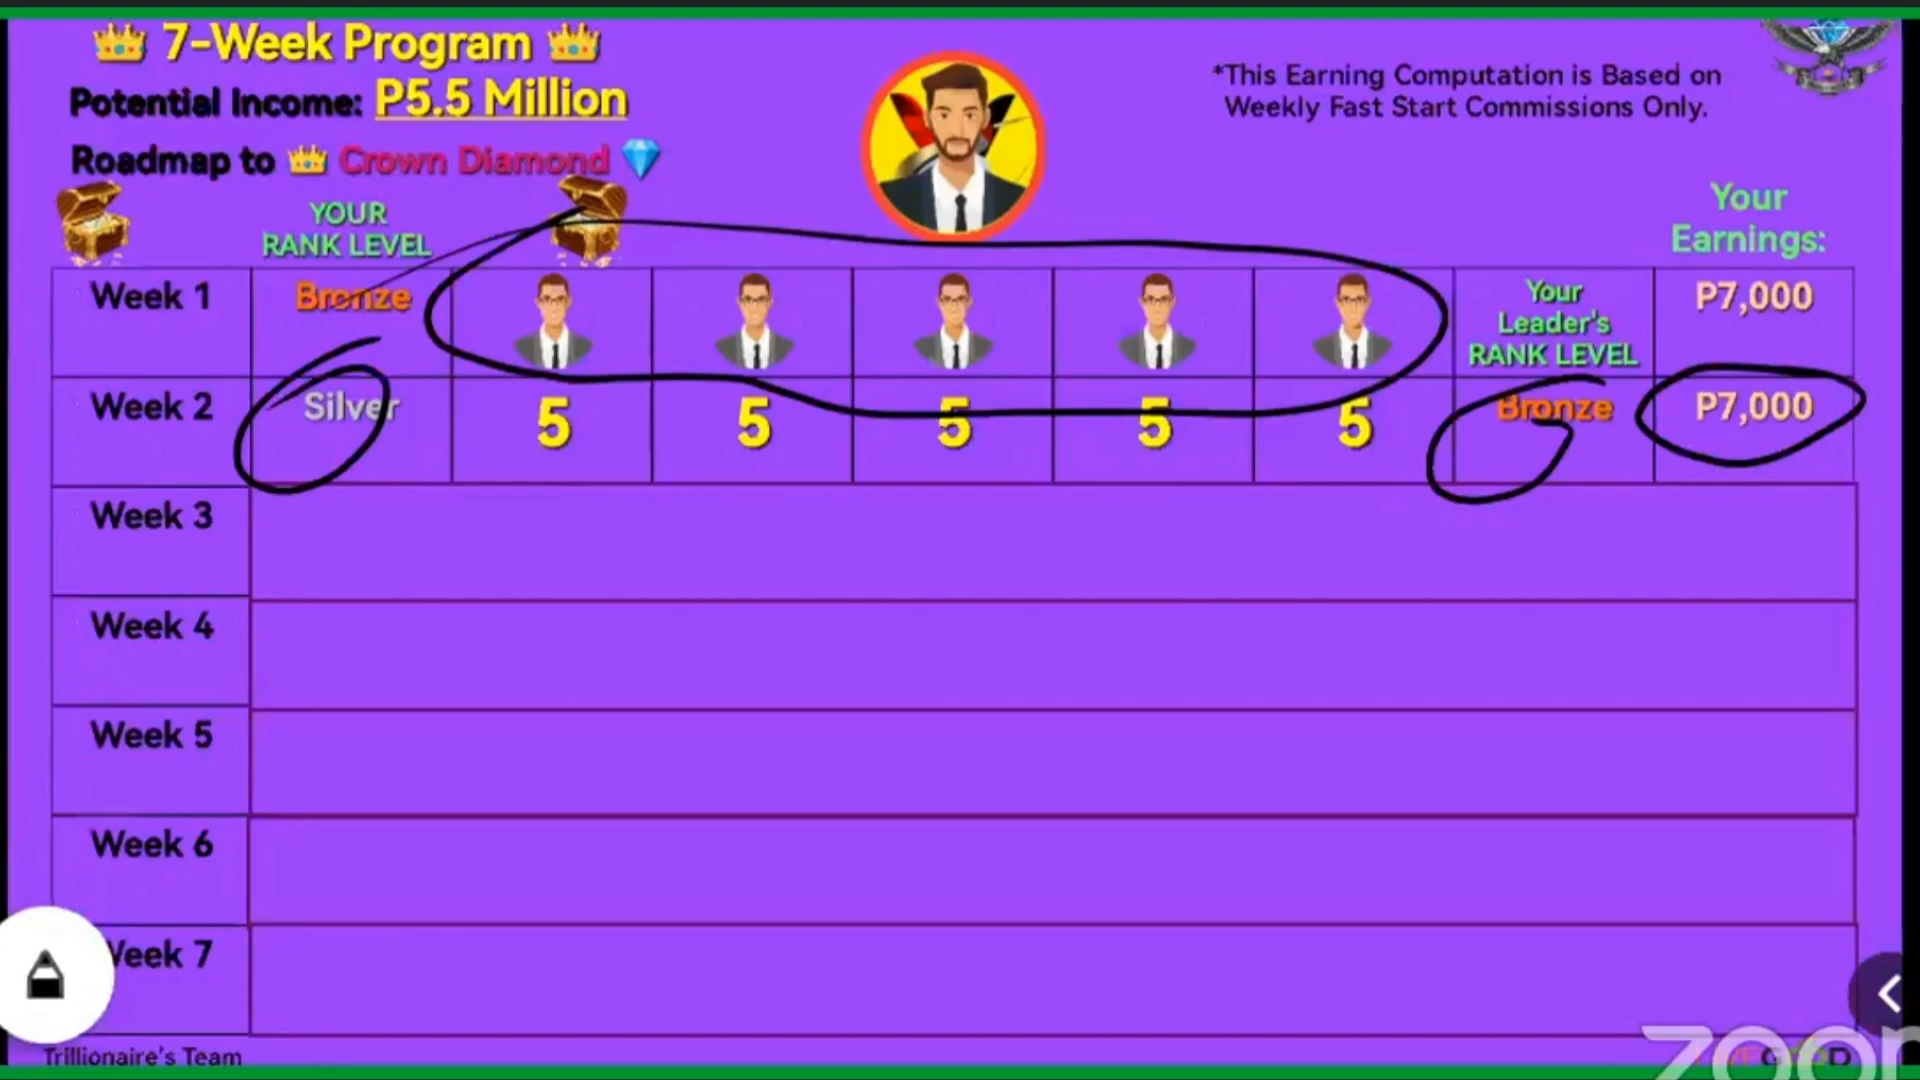 7-Week Program
Potential Income: P5.5 Million
Roadmap to Crown Diamond
*This Earning Computation is Based on
Weekly Fast Start Commissions Only.
YOUR
RANK LEVEL
Your
Earnings:
Week 1 Bronze
Your
Leader's
RANK LEVEL
P7,000
Week 2 Silver 5 5 5 5 5 Bronze P7,000
Week 3
Week 4
Week 5
Week 6
Week 7
Trillionaire's Team
zoom